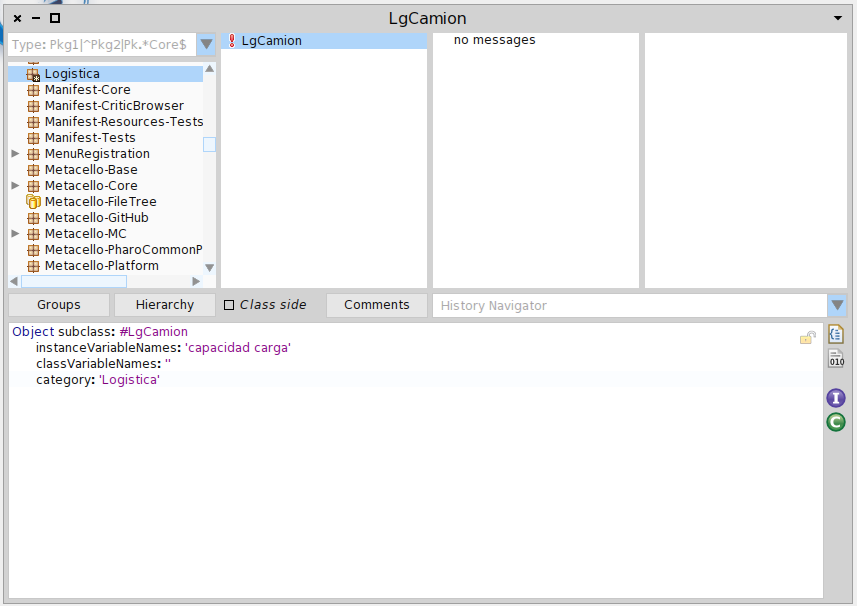 LgCamion
Type: Pkg1|^Pkg2|Pk.*Core$
Logistica
Manifest-Core
Manifest-CriticBrowser
Manifest-Resources-Tests
Manifest-Tests
MenuRegistration
Metacello-Base
Metacello-Core
Metacello-FileTree
Metacello-GitHub
Metacello-MC
Metacello-PharoCommonP
Metacello-Platform
LgCamion
no messages
Groups
Hierarchy
Class side
Comments
History Navigator
Object subclass: #LgCamion
instanceVariableNames: 'capacidad carga'
classVariableNames: ''
category: 'Logistica'
010
I
C